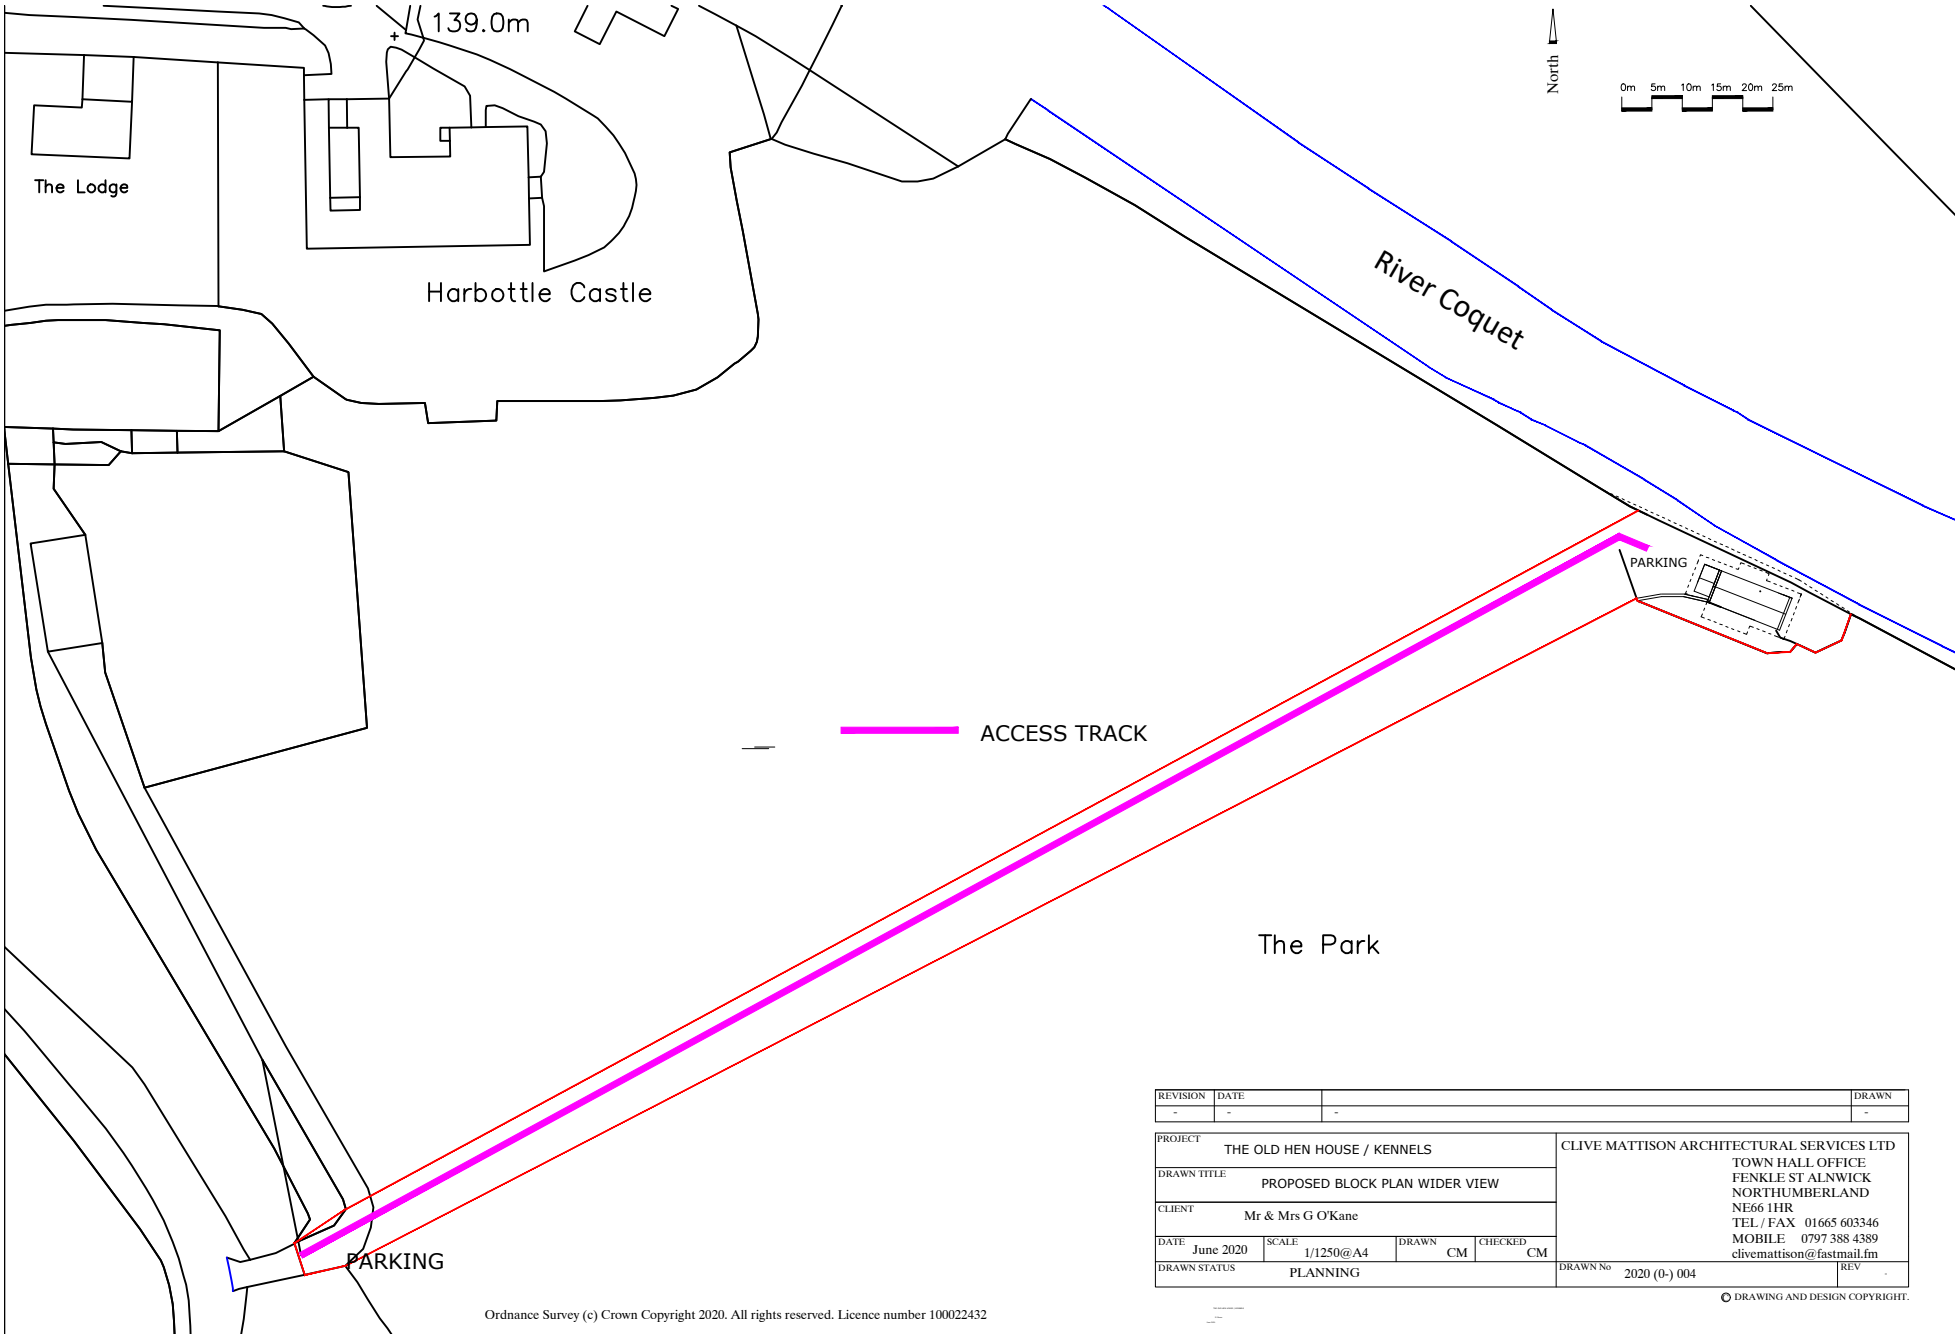 139.0m
North
0m 5m 10m 15m 20m 25m
The Lodge
Harbottle Castle
River Coquet
PARKING
ACCESS TRACK
The Park
PARKING
REVISION DATE DRAWN
- - - -
PROJECT THE OLD HEN HOUSE / KENNELS
DRAWN TITLE PROPOSED BLOCK PLAN WIDER VIEW
CLIENT Mr & Mrs G O'Kane
DATE June 2020 SCALE 1/1250@A4 DRAWN CM CHECKED CM
DRAWN STATUS PLANNING
CLIVE MATTISON ARCHITECTURAL SERVICES LTD
TOWN HALL OFFICE
FENKLE ST ALNWICK
NORTHUMBERLAND
NE66 1HR
TEL / FAX 01665 603346
MOBILE 0797 388 4389
clivemattison@fastmail.fm
DRAWN No 2020 (0-) 004 REV -
© DRAWING AND DESIGN COPYRIGHT.
Ordnance Survey (c) Crown Copyright 2020. All rights reserved. Licence number 100022432